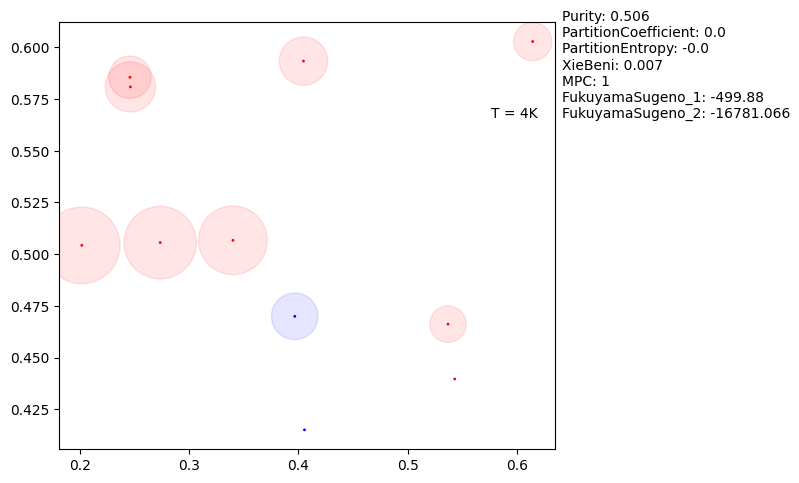 Purity: 0.506
PartitionCoefficient: 0.0
PartitionEntropy: -0.0
XieBeni: 0.007
MPC: 1
FukuyamaSugeno_1: -499.88
FukuyamaSugeno_2: -16781.066
T = 4K
0.600
0.575
0.550
0.525
0.500
0.475
0.450
0.425
0.2 0.3 0.4 0.5 0.6